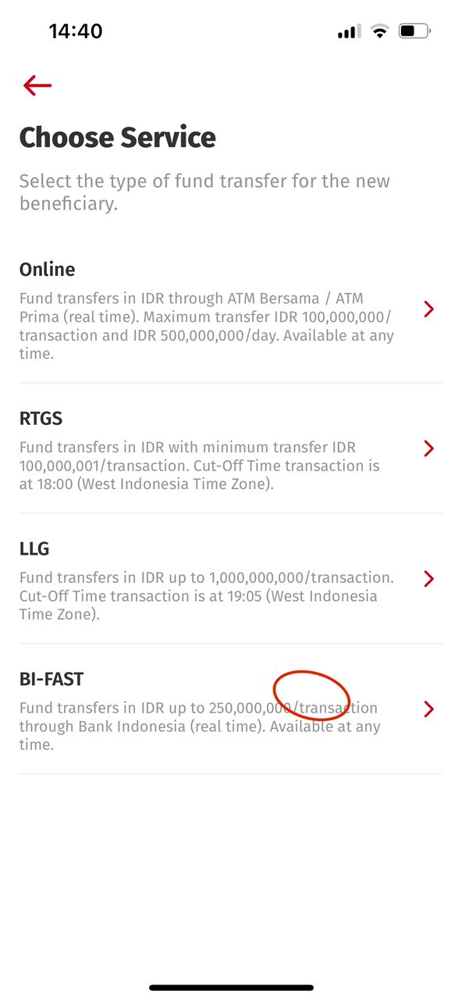 14:40
Choose Service
Select the type of fund transfer for the new
beneficiary.
Online
Fund transfers in IDR through ATM Bersama / ATM
Prima (real time). Maximum transfer IDR 100,000,000/
transaction and IDR 500,000,000/day. Available at any
time.
RTGS
Fund transfers in IDR with minimum transfer IDR
100,000,001/transaction. Cut-Off Time transaction is
at 18:00 (West Indonesia Time Zone).
LLG
Fund transfers in IDR up to 1,000,000,000/transaction.
Cut-Off Time transaction is at 19:05 (West Indonesia
Time Zone).
BI-FAST
Fund transfers in IDR up to 250,000,000/transaction
through Bank Indonesia (real time). Available at any
time.